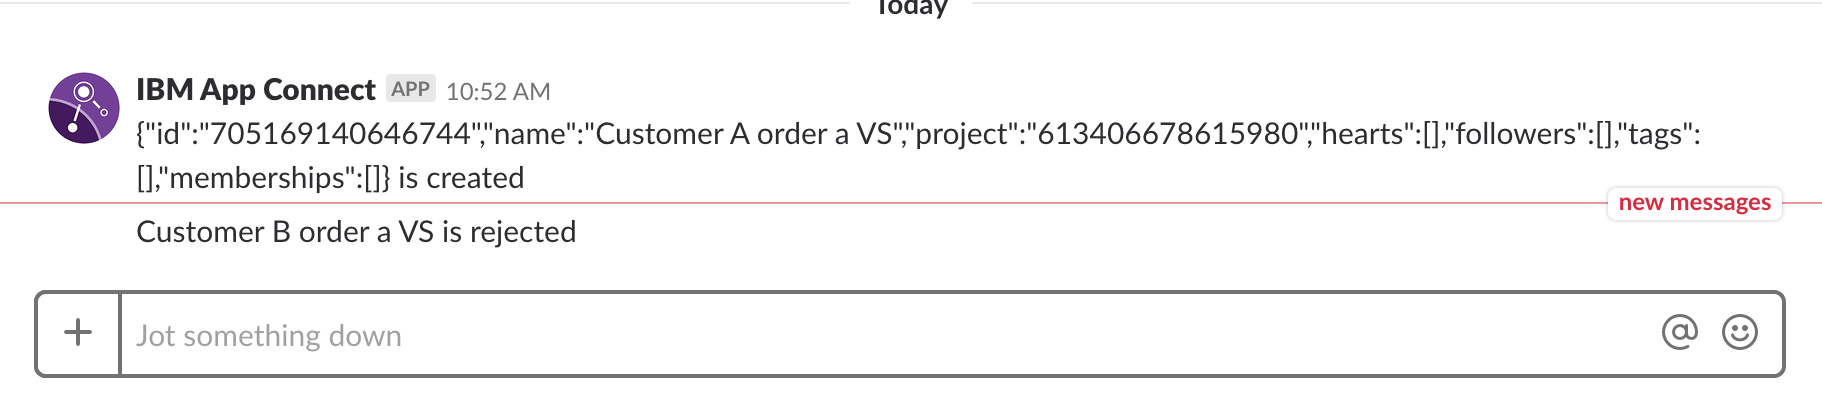 Today
IBM App Connect APP 10:52 AM
{"id":"705169140646744","name":"Customer A order a VS","project":"613406678615980","hearts":[],"followers":[],"tags":
[],"memberships":[]} is created
new messages
Customer B order a VS is rejected
Jot something down